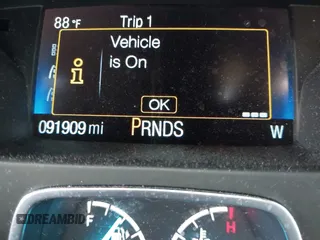 88°F Trip 1
Vehicle
is On
i
OK
091909 mi PRNDS W
F H
DREAMBID